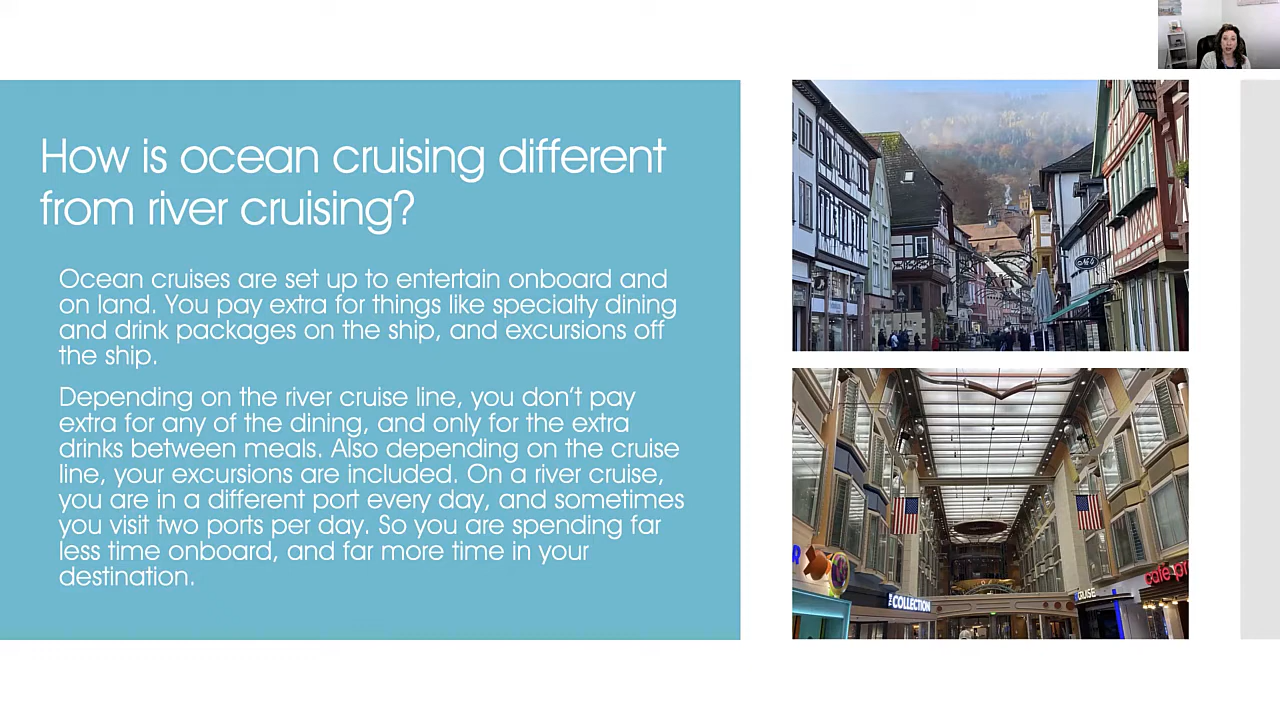 How is ocean cruising different
from river cruising?
Ocean cruises are set up to entertain onboard and
on land. You pay extra for things like specialty dining
and drink packages on the ship, and excursions off
the ship.
Depending on the river cruise line, you don't pay
extra for any of the dining, and only for the extra
drinks between meals. Also depending on the cruise
line, your excursions are included. On a river cruise,
you are in a different port every day, and sometimes
you visit two ports per day. So you are spending far
less time onboard, and far more time in your
destination.
THE COLLECTION
cafe